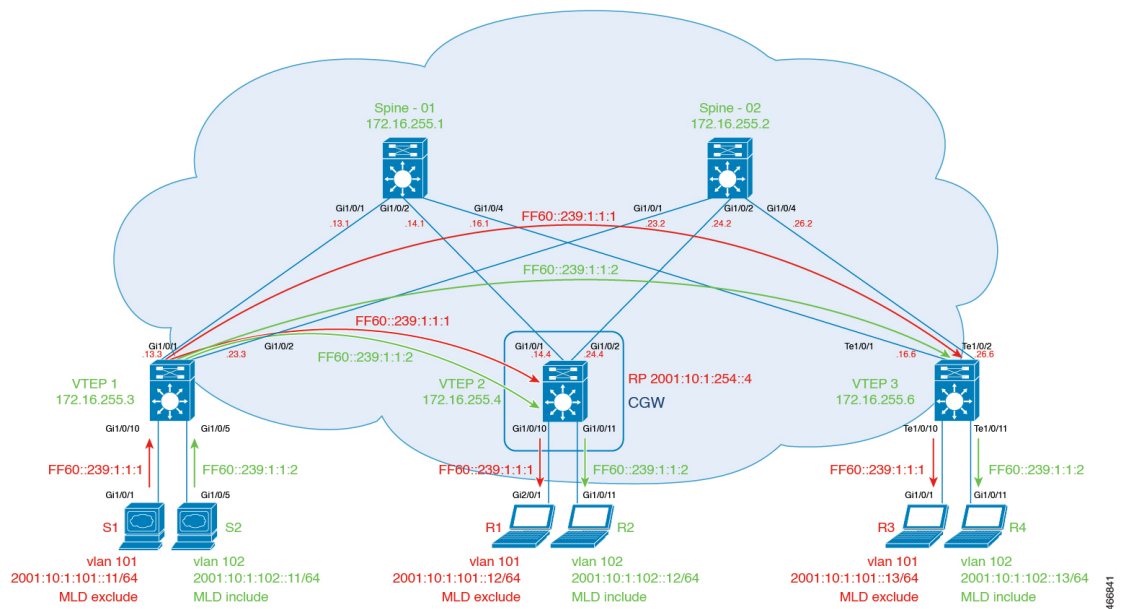 Spine - 01
172.16.255.1
Spine - 02
172.16.255.2
Gi1/0/1
Gi1/0/2
Gi1/0/4
.13.1
.14.1
.16.1
Gi1/0/1
Gi1/0/2
Gi1/0/4
.23.2
.24.2
.26.2
FF60::239:1:1:1
FF60::239:1:1:2
FF60::239:1:1:1
FF60::239:1:1:2
Gi1/0/1
.13.3
.23.3
Gi1/0/2
Gi1/0/1
.14.4
Gi1/0/2
.24.4
Te1/0/1
.16.6
Te1/0/2
.26.6
VTEP 1
172.16.255.3
VTEP 2
172.16.255.4
RP 2001:10:1:254::4
CGW
VTEP 3
172.16.255.6
Gi1/0/10
Gi1/0/5
Gi1/0/10
Gi1/0/11
Te1/0/10
Te1/0/11
FF60::239:1:1:1
FF60::239:1:1:2
FF60::239:1:1:1
FF60::239:1:1:2
FF60::239:1:1:1
FF60::239:1:1:2
Gi1/0/1
Gi1/0/5
Gi2/0/1
Gi1/0/11
Gi1/0/1
Gi1/0/11
S1
S2
R1
R2
R3
R4
vlan 101
2001:10:1:101::11/64
MLD exclude
vlan 102
2001:10:1:102::11/64
MLD include
vlan 101
2001:10:1:101::12/64
MLD exclude
vlan 102
2001:10:1:102::12/64
MLD include
vlan 101
2001:10:1:101::13/64
MLD exclude
vlan 102
2001:10:1:102::13/64
MLD include
466841